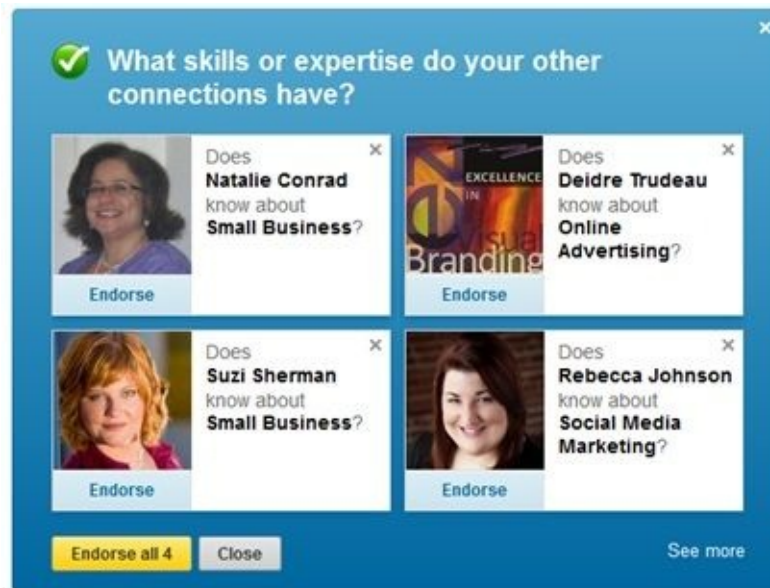 What skills or expertise do your other
connections have?
Does
Natalie Conrad
know about
Small Business?
Endorse
EXCELLENCE
IN
ez
visual
Branding
Does
Deidre Trudeau
know about
Online
Advertising?
Endorse
Does
Suzi Sherman
know about
Small Business?
Endorse
Does
Rebecca Johnson
know about
Social Media
Marketing?
Endorse
Endorse all 4
Close
See more